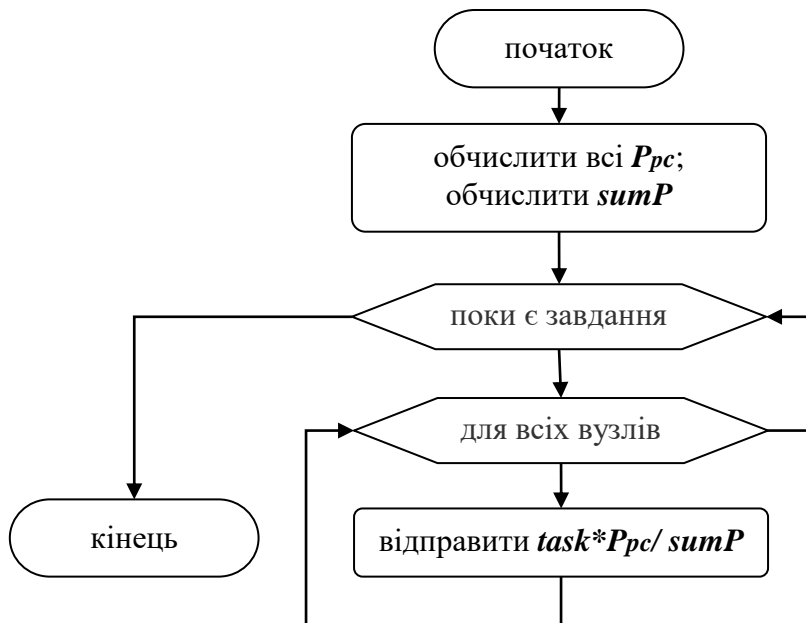 початок
обчислити всі Ppc;
обчислити sumP
поки є завдання
для всіх вузлів
кінець
відправити task*Ppc/ sumP